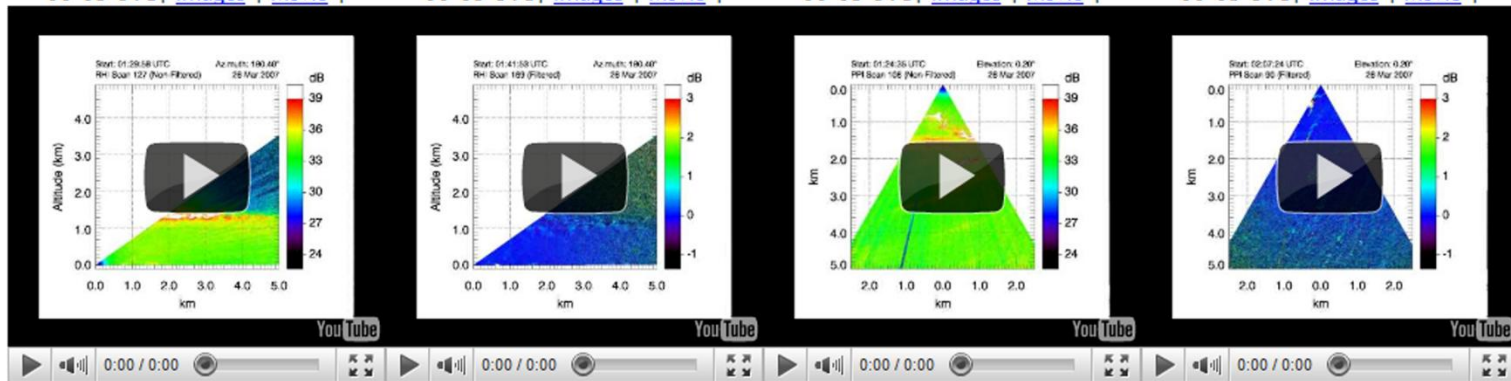 Images | Home |
Images | Home |
Images | Home |
Images | Home |
Start: 01:29:58 UTC Azimuth: 180.40°
RHI Scan 127 (Non-Filtered) 26 Mar 2007
dB
39
36
33
30
27
24
4.0
3.0
2.0
1.0
0.0
Altitude (km)
0.0 1.0 2.0 3.0 4.0 5.0
km
YouTube
0:00 / 0:00
Start: 01:41:53 UTC Azimuth: 180.40°
RHI Scan 169 (Filtered) 26 Mar 2007
dB
3
2
1
0
-1
4.0
3.0
2.0
1.0
0.0
Altitude (km)
0.0 1.0 2.0 3.0 4.0 5.0
km
YouTube
0:00 / 0:00
Start: 01:24:35 UTC Elevation: 0.20°
PPI Scan 108 (Non-Filtered) 26 Mar 2007
dB
39
36
33
30
27
24
0.0
1.0
2.0
3.0
4.0
5.0
km
2.0 1.0 0.0 1.0 2.0
km
YouTube
0:00 / 0:00
Start: 02:07:24 UTC Elevation: 0.20°
PPI Scan 90 (Filtered) 26 Mar 2007
dB
3
2
1
0
-1
0.0
1.0
2.0
3.0
4.0
5.0
km
2.0 1.0 0.0 1.0 2.0
km
YouTube
0:00 / 0:00